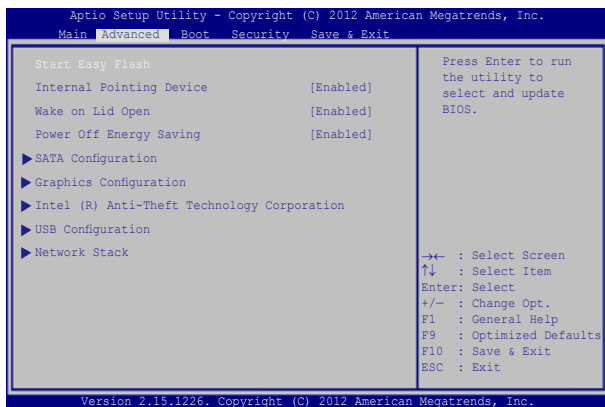 Aptio Setup Utility - Copyright (C) 2012 American Megatrends, Inc.
Main Advanced Boot Security Save & Exit
Start Easy Flash
Internal Pointing Device [Enabled]
Wake on Lid Open [Enabled]
Power Off Energy Saving [Enabled]
SATA Configuration
Graphics Configuration
Intel (R) Anti-Theft Technology Corporation
USB Configuration
Network Stack
Press Enter to run
the utility to
select and update
BIOS.
→← : Select Screen
↑↓ : Select Item
Enter: Select
+/— : Change Opt.
F1 : General Help
F9 : Optimized Defaults
F10 : Save & Exit
ESC : Exit
Version 2.15.1226. Copyright (C) 2012 American Megatrends, Inc.